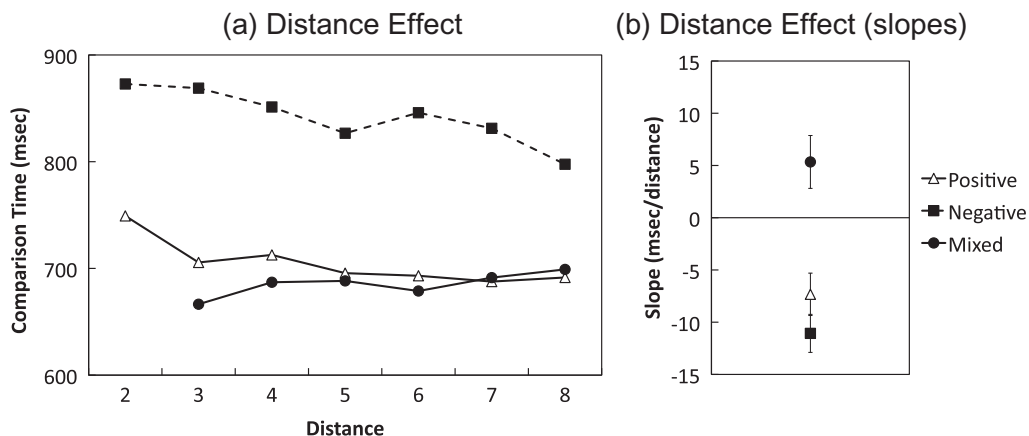 (a) Distance Effect
(b) Distance Effect (slopes)
900
800
700
600
Comparison Time (msec)
2 3 4 5 6 7 8
Distance
15
10
5
0
-5
-10
-15
Slope (msec/distance)
Positive
Negative
Mixed